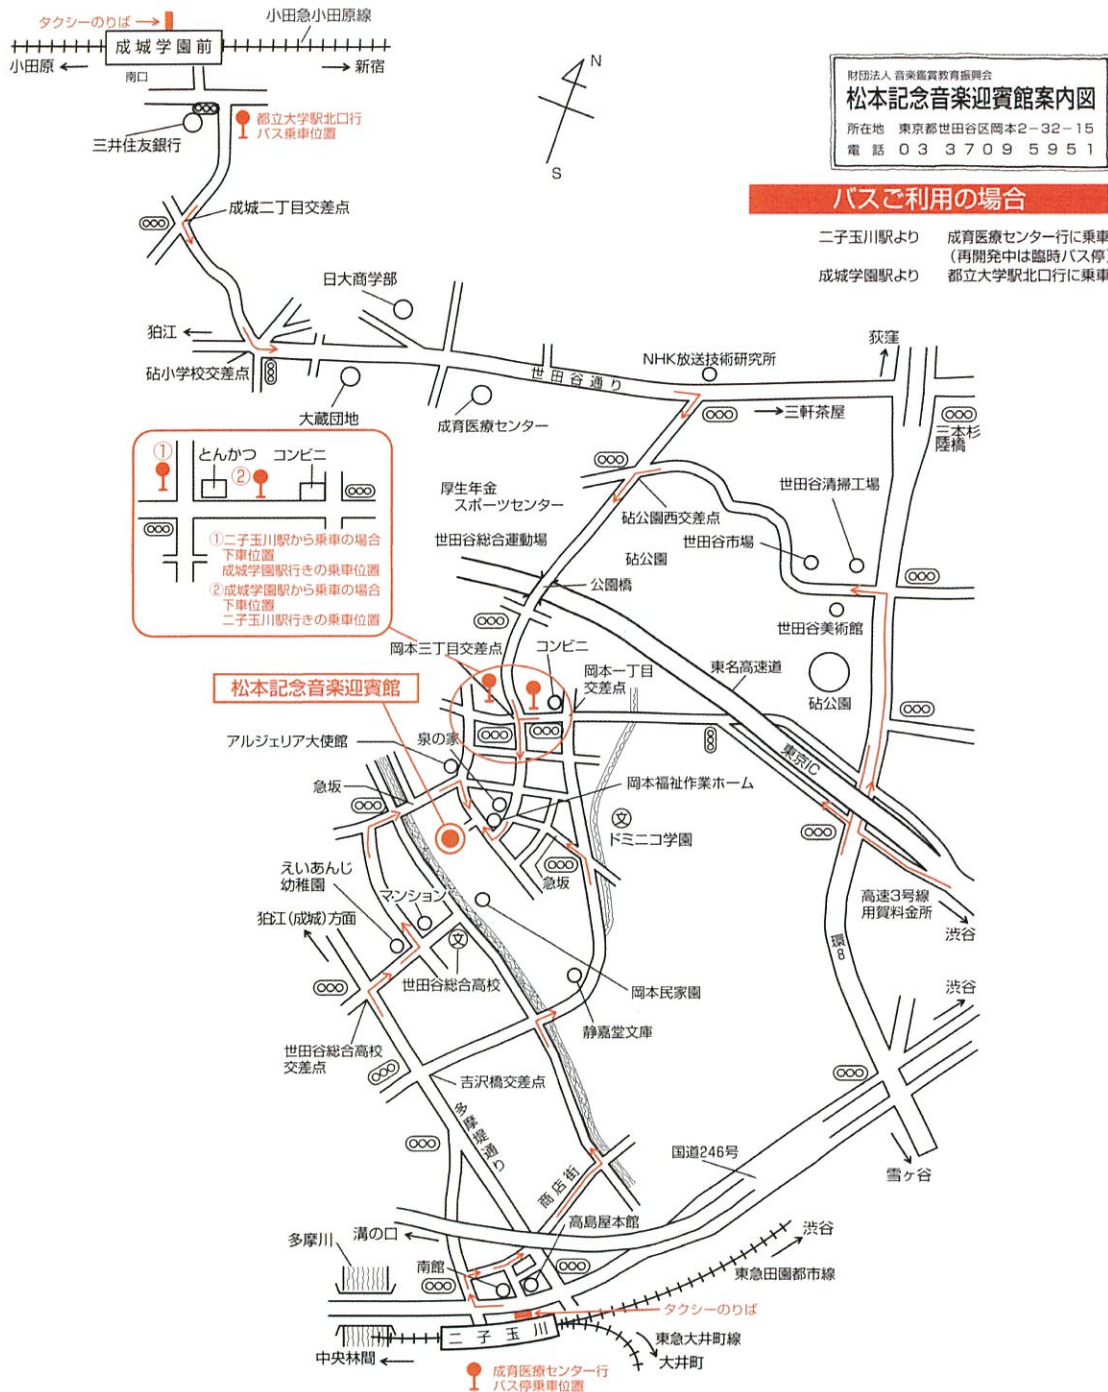 タクシーのりば
小田急小田原線
成城学園前
小田原
新宿
南口
都立大学駅北口行
バス乗車位置
三井住友銀行
N
S
財団法人 音楽鑑賞教育振興会
松本記念音楽迎賓館案内図
所在地 東京都世田谷区岡本2-32-15
電話 03 3709 5951
バスご利用の場合
二子玉川駅より 成育医療センター行に乗車
(再開発中は臨時バス停)
成城学園駅より 都立大学駅北口行に乗車
成城二丁目交差点
日大商学部
狛江
砧小学校交差点
大蔵団地
世田谷通り
成育医療センター
NHK放送技術研究所
荻窪
三軒茶屋
三本杉
陸橋
①
とんかつ
②
コンビニ
①二子玉川駅から乗車の場合
下車位置
成城学園駅行きの乗車位置
②成城学園駅から乗車の場合
下車位置
二子玉川駅行きの乗車位置
厚生年金
スポーツセンター
世田谷総合運動場
砧公園西交差点
砧公園
世田谷清掃工場
世田谷市場
公園橋
世田谷美術館
岡本三丁目交差点
コンビニ
岡本一丁目
交差点
東名高速道
砧公園
松本記念音楽迎賓館
アルジェリア大使館
泉の家
東京IC
急坂
岡本福祉作業ホーム
文
ドミニコ学園
えいあんじ
幼稚園
マンション
急坂
高速3号線
用賀料金所
渋谷
狛江(成城)方面
文
世田谷総合高校
岡本民家園
環8
渋谷
静嘉堂文庫
世田谷総合高校
交差点
吉沢橋交差点
多摩堤通り
国道246号
雪ヶ谷
商店街
高島屋本館
多摩川
溝の口
南館
渋谷
東急田園都市線
タクシーのりば
二子玉川
東急大井町線
大井町
中央林間
成育医療センター行
バス停乗車位置